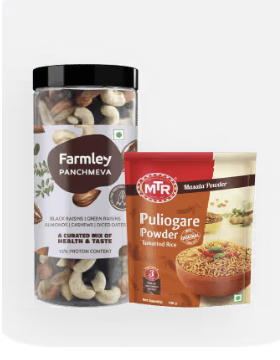 Farmley
PANCHMEVA
BLACK RAISINS | GREEN RAISINS
ALMONDS | CASHEWS | DICED DATES
A CURATED MIX OF
HEALTH & TASTE
MTR
Masala Powder
Puliogare
Powder
Tamarind Rice
3